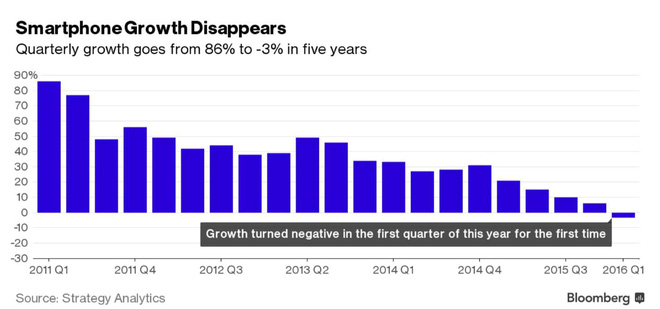 Smartphone Growth Disappears
Quarterly growth goes from 86% to -3% in five years
90%
80
70
60
50
40
30
20
10
0
-10
-20
-30
Growth turned negative in the first quarter of this year for the first time
2011 Q1 2011 Q4 2012 Q3 2013 Q2 2014 Q1 2014 Q4 2015 Q3 2016 Q1
Source: Strategy Analytics Bloomberg